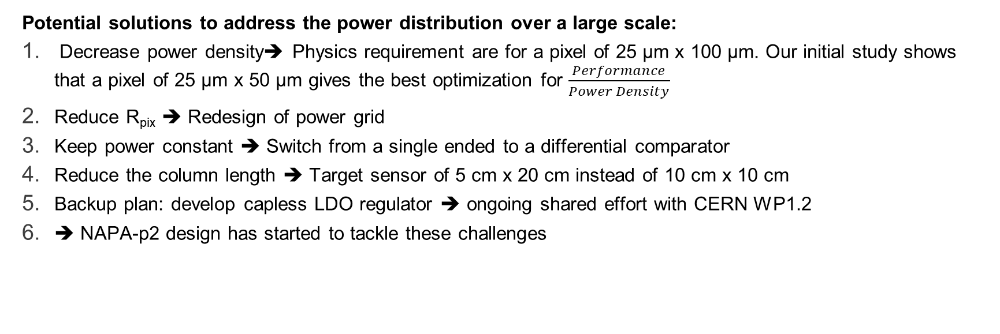 Potential solutions to address the power distribution over a large scale:
1. Decrease power density➔ Physics requirement are for a pixel of 25 µm x 100 µm. Our initial study shows
that a pixel of 25 µm x 50 µm gives the best optimization for Performance / Power Density
2. Reduce Rpix ➔ Redesign of power grid
3. Keep power constant ➔ Switch from a single ended to a differential comparator
4. Reduce the column length ➔ Target sensor of 5 cm x 20 cm instead of 10 cm x 10 cm
5. Backup plan: develop capless LDO regulator ➔ ongoing shared effort with CERN WP1.2
6. ➔ NAPA-p2 design has started to tackle these challenges